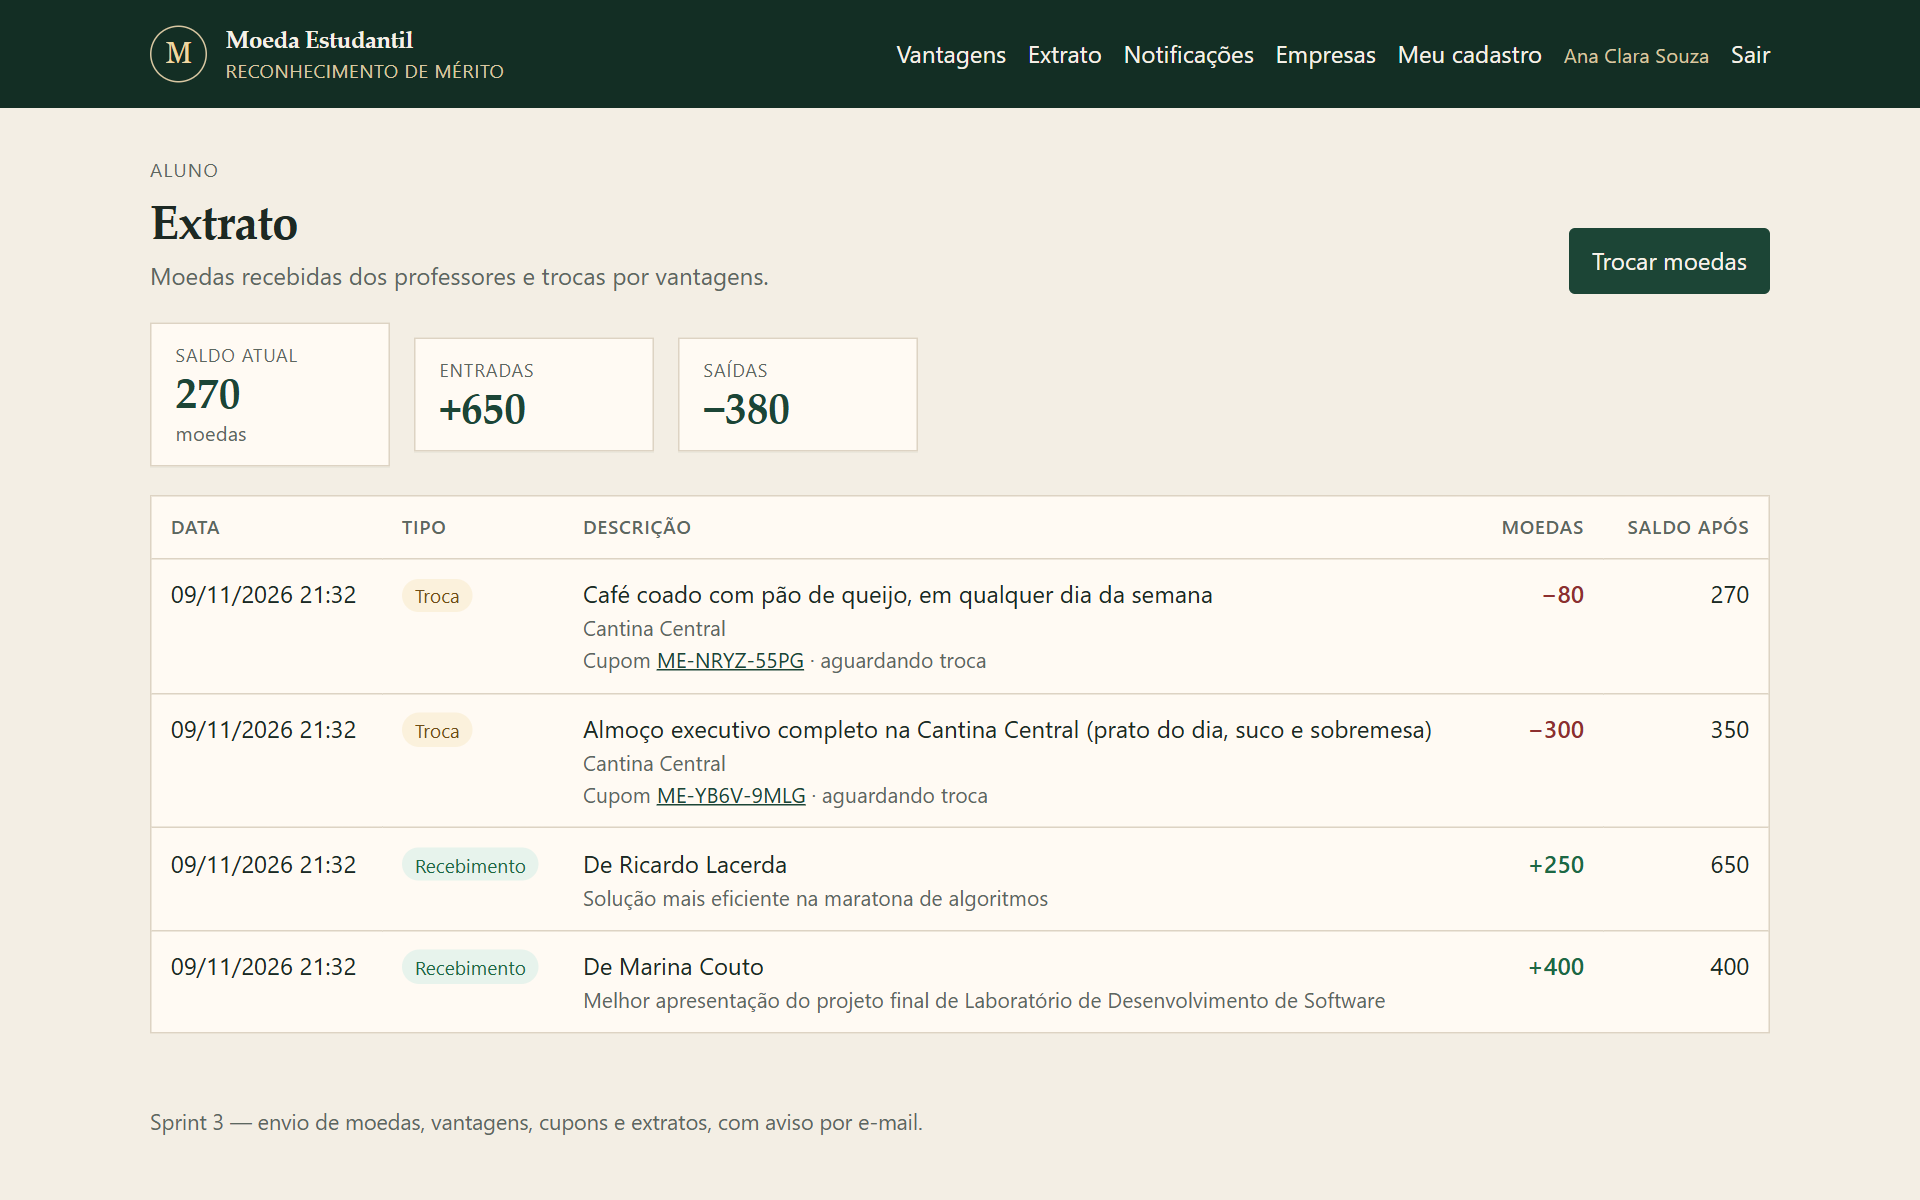 M
Moeda Estudantil
RECONHECIMENTO DE MÉRITO
Vantagens Extrato Notificações Empresas Meu cadastro Ana Clara Souza Sair
ALUNO
Extrato
Moedas recebidas dos professores e trocas por vantagens.
Trocar moedas
SALDO ATUAL
270
moedas
ENTRADAS
+650
SAÍDAS
−380
DATA TIPO DESCRIÇÃO MOEDAS SALDO APÓS
09/11/2026 21:32 Troca Café coado com pão de queijo, em qualquer dia da semana −80 270
Cantina Central
Cupom ME-NRYZ-55PG · aguardando troca
09/11/2026 21:32 Troca Almoço executivo completo na Cantina Central (prato do dia, suco e sobremesa) −300 350
Cantina Central
Cupom ME-YB6V-9MLG · aguardando troca
09/11/2026 21:32 Recebimento De Ricardo Lacerda +250 650
Solução mais eficiente na maratona de algoritmos
09/11/2026 21:32 Recebimento De Marina Couto +400 400
Melhor apresentação do projeto final de Laboratório de Desenvolvimento de Software
Sprint 3 — envio de moedas, vantagens, cupons e extratos, com aviso por e-mail.